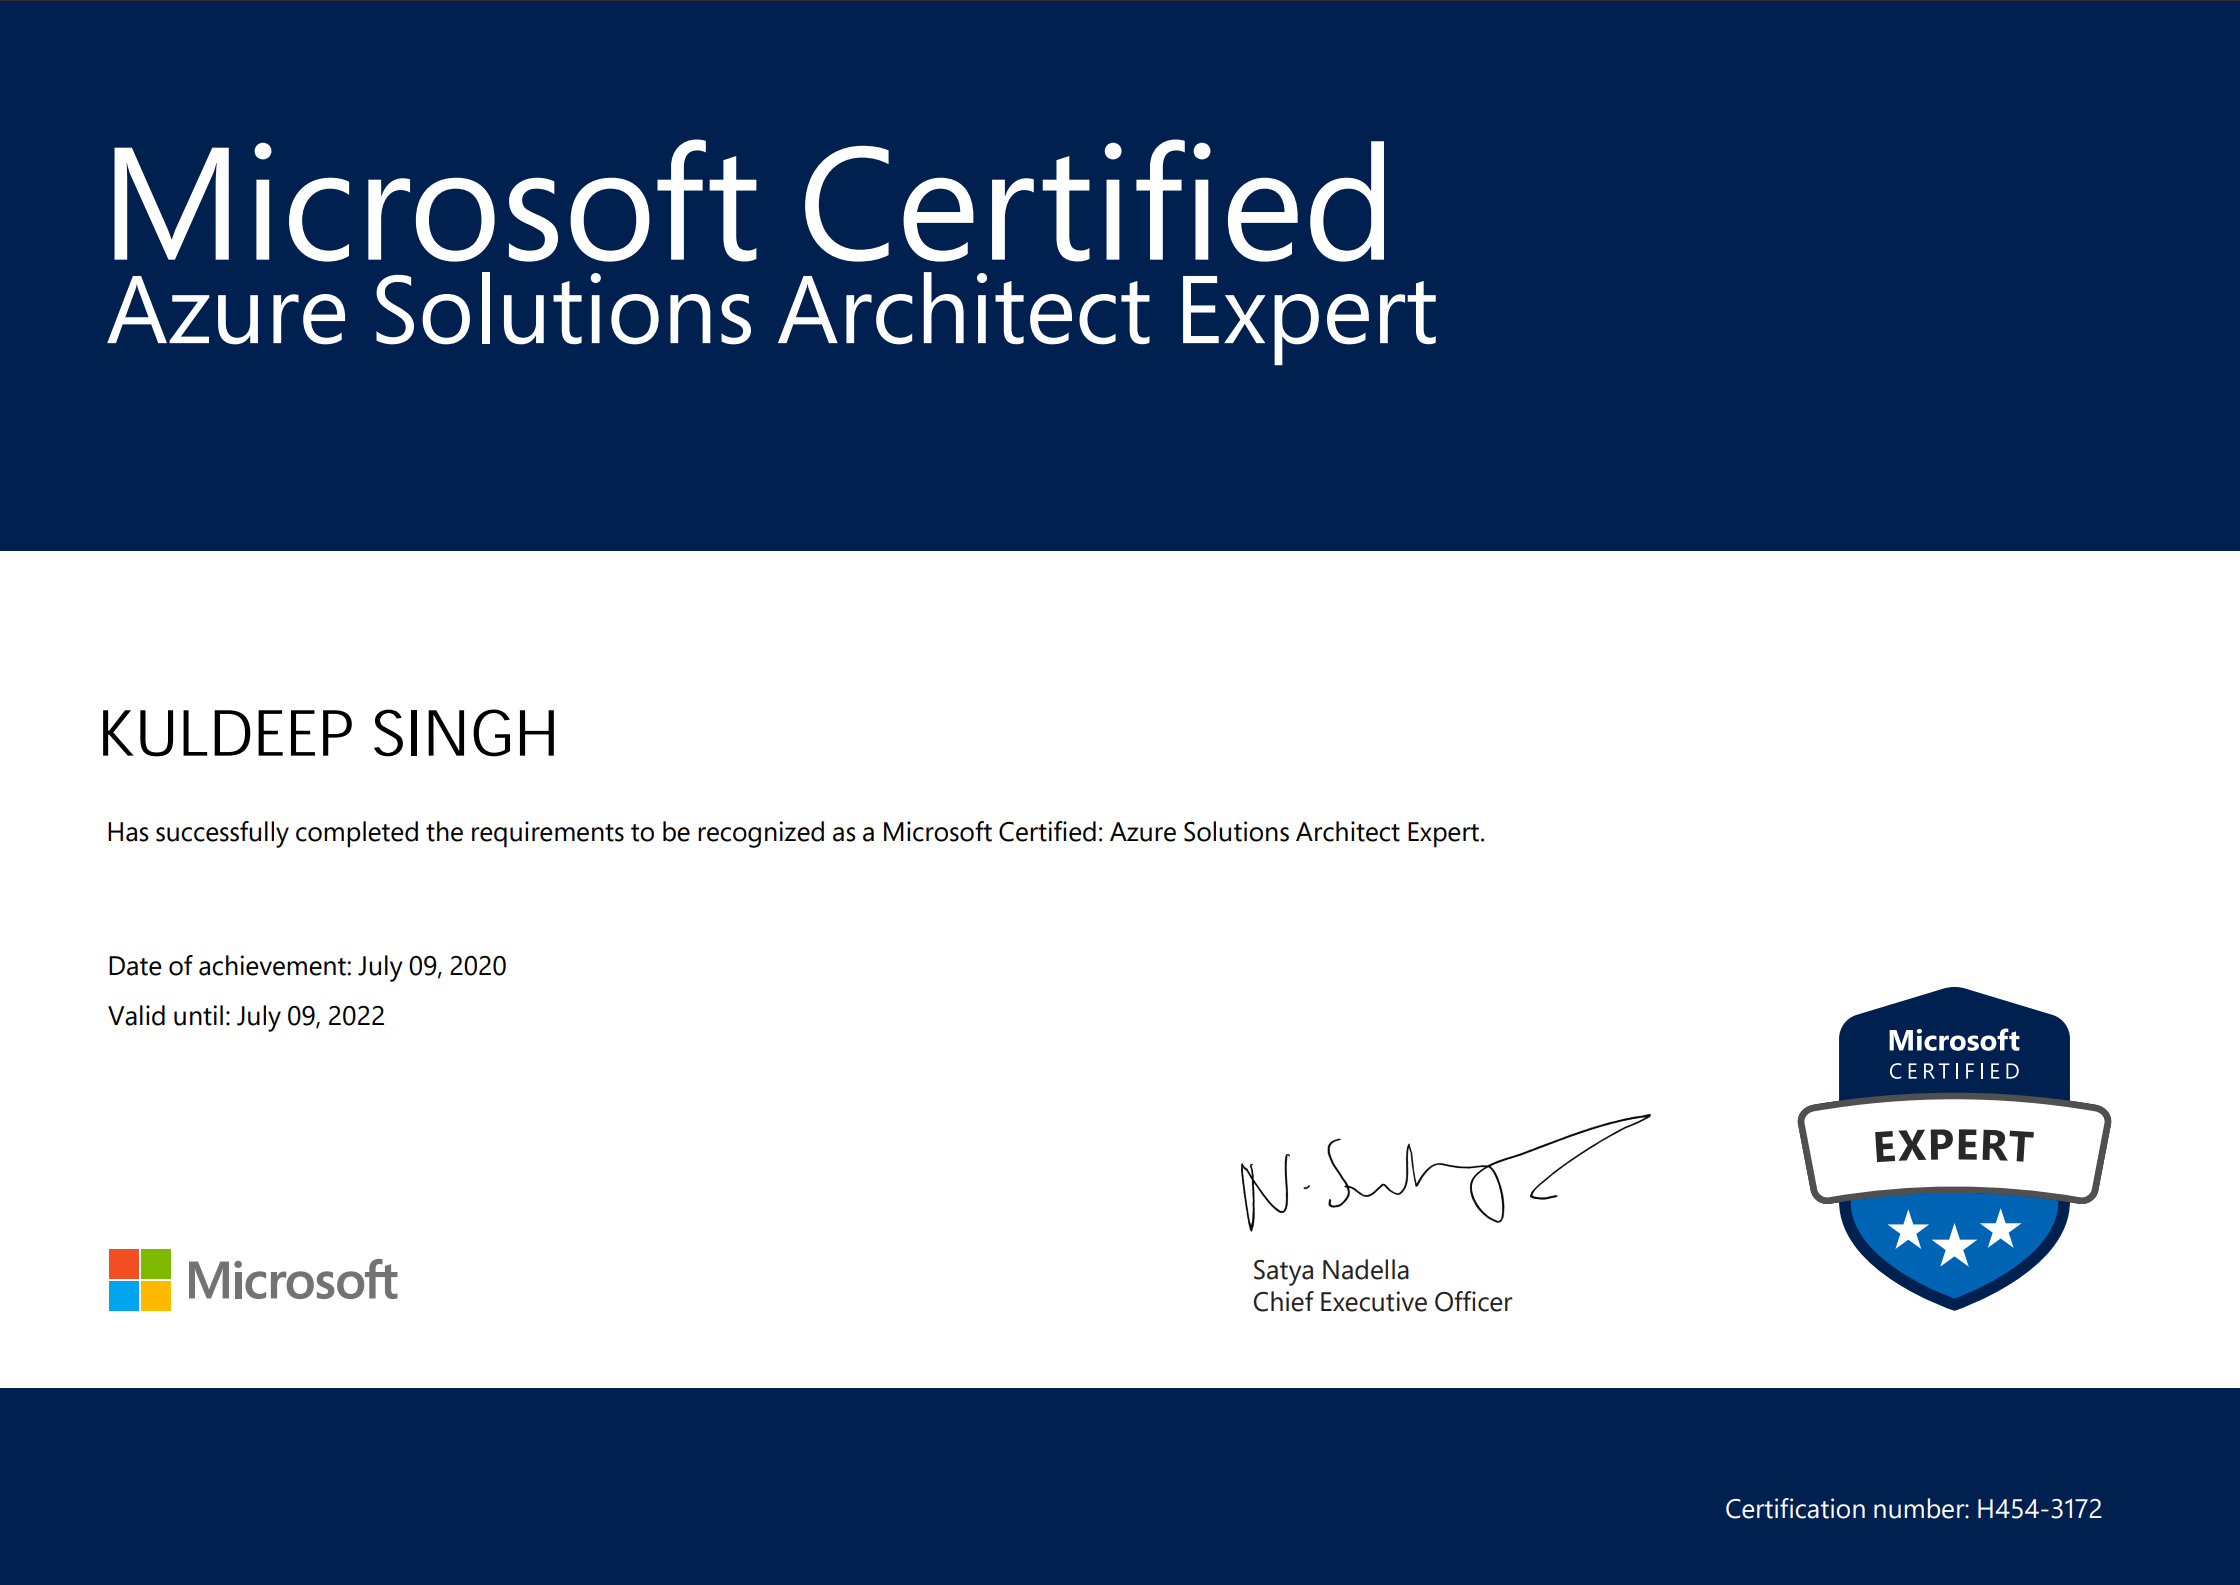 Microsoft Certified
Azure Solutions Architect Expert
KULDEEP SINGH
Has successfully completed the requirements to be recognized as a Microsoft Certified: Azure Solutions Architect Expert.
Date of achievement: July 09, 2020
Valid until: July 09, 2022
Microsoft
CERTIFIED
EXPERT
Satya Nadella
Chief Executive Officer
Microsoft
Certification number: H454-3172